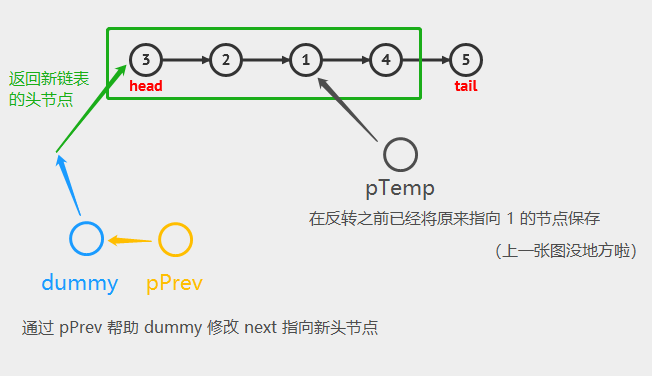 3 2 1 4 5
head tail
返回新链表
的头节点
pTemp
在反转之前已经将原来指向 1 的节点保存
（上一张图没地方啦）
dummy pPrev
通过 pPrev 帮助 dummy 修改 next 指向新头节点